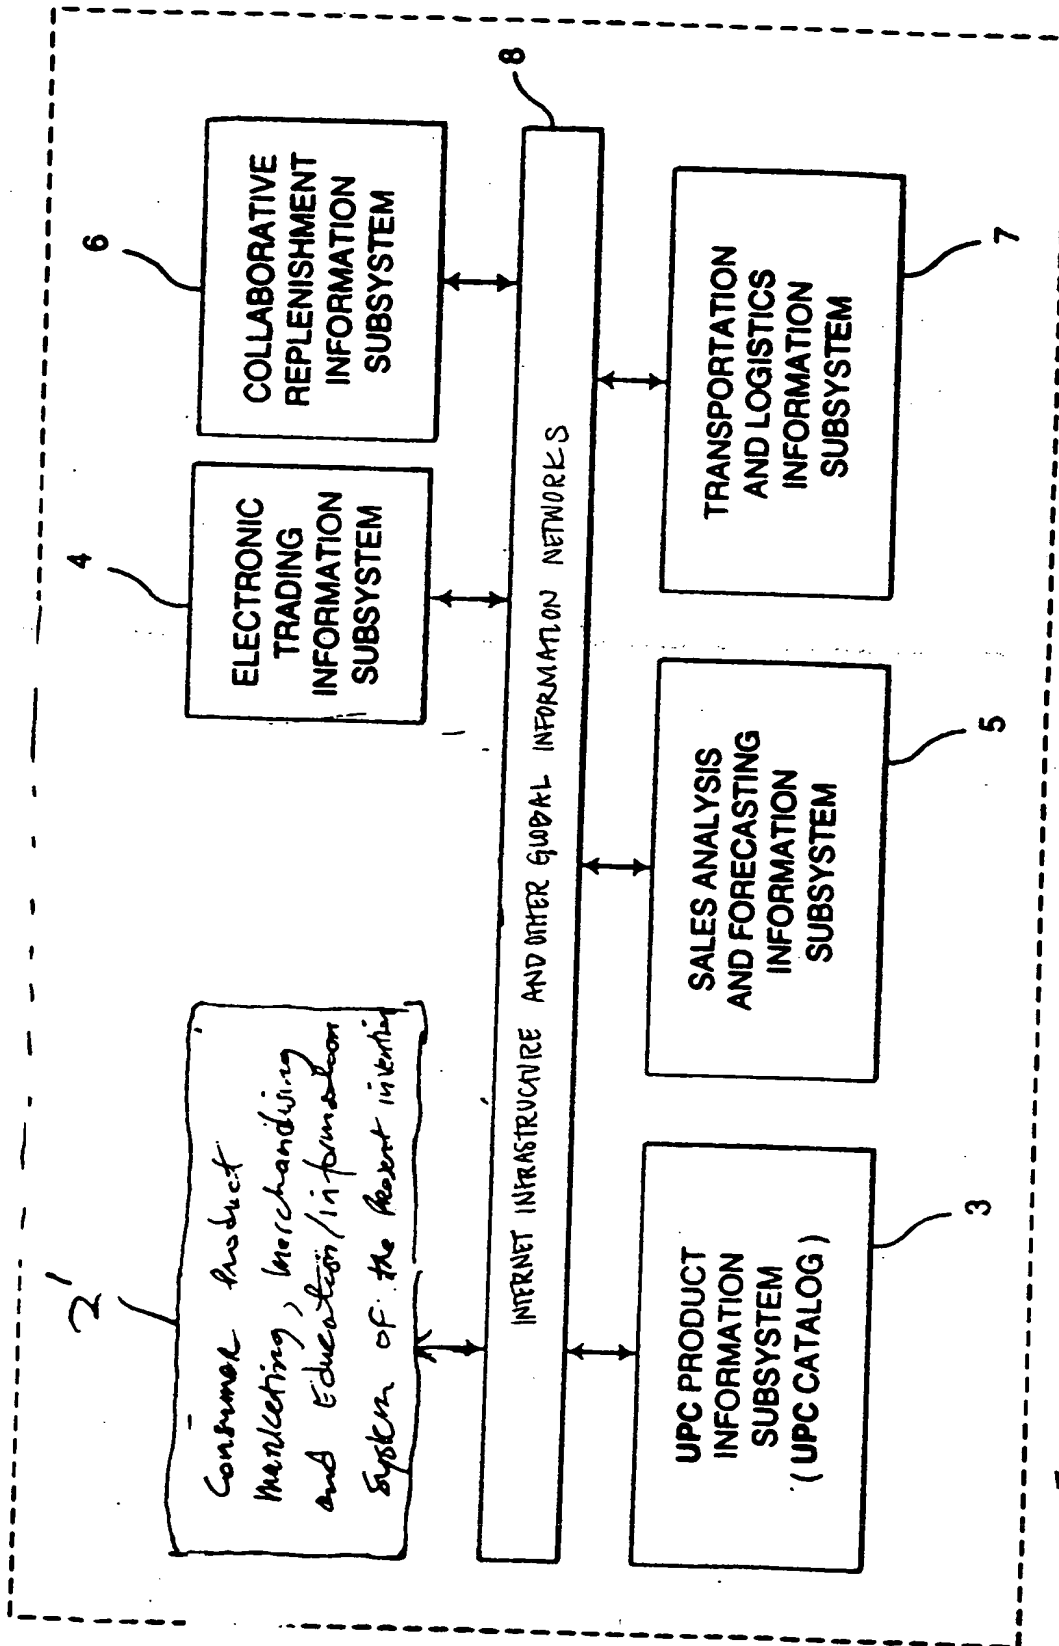 2'
Consumer Product
Marketing, Merchandising
and Education/information
System of the Present invention
4
ELECTRONIC
TRADING
INFORMATION
SUBSYSTEM
6
COLLABORATIVE
REPLENISHMENT
INFORMATION
SUBSYSTEM
8
INTERNET INFRASTRUCTURE AND OTHER GLOBAL INFORMATION NETWORKS
UPC PRODUCT
INFORMATION
SUBSYSTEM
(UPC CATALOG)
3
SALES ANALYSIS
AND FORECASTING
INFORMATION
SUBSYSTEM
5
TRANSPORTATION
AND LOGISTICS
INFORMATION
SUBSYSTEM
7